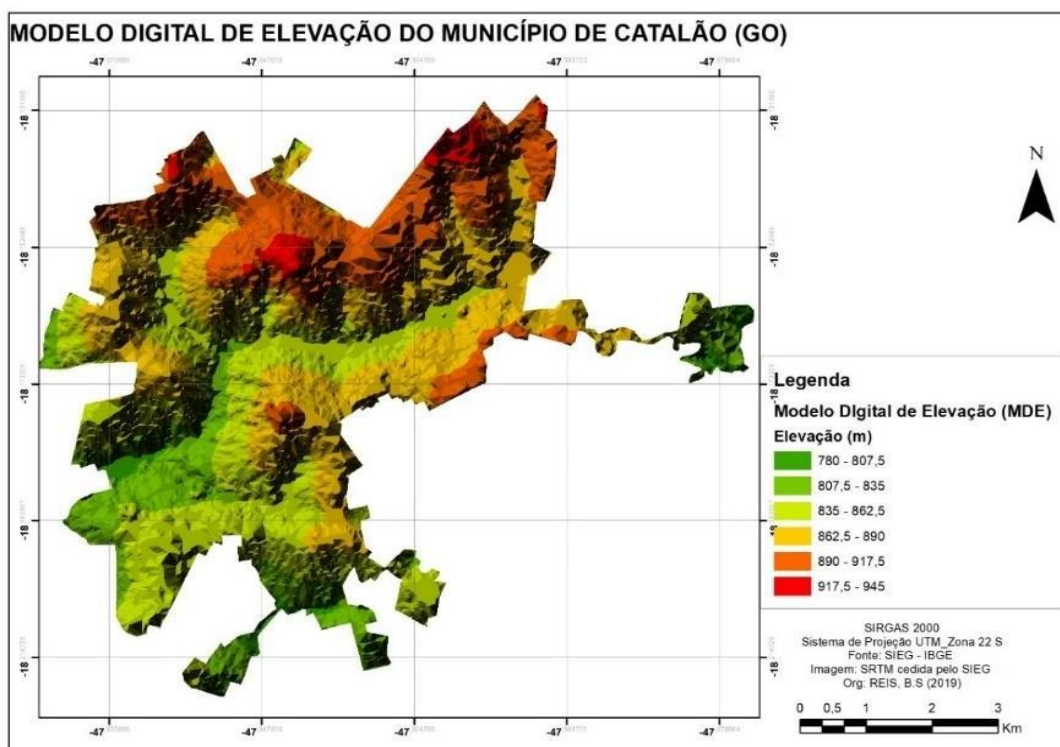 MODELO DIGITAL DE ELEVAÇÃO DO MUNICÍPIO DE CATALÃO (GO)
-47 -47 -47 -47 -47
-18 -18
-18 -18
-18 -18
-18 -18
-18 -18
-47 -47 -47 -47 -47
N
Legenda
Modelo DIgital de Elevação (MDE)
Elevação (m)
780 - 807,5
807,5 - 835
835 - 862,5
862,5 - 890
890 - 917,5
917,5 - 945
SIRGAS 2000
Sistema de Projeção UTM_Zona 22 S
Fonte: SIEG - IBGE
Imagem: SRTM cedida pelo SIEG
Org: REIS, B.S (2019)
0 0,5 1 2 3
Km